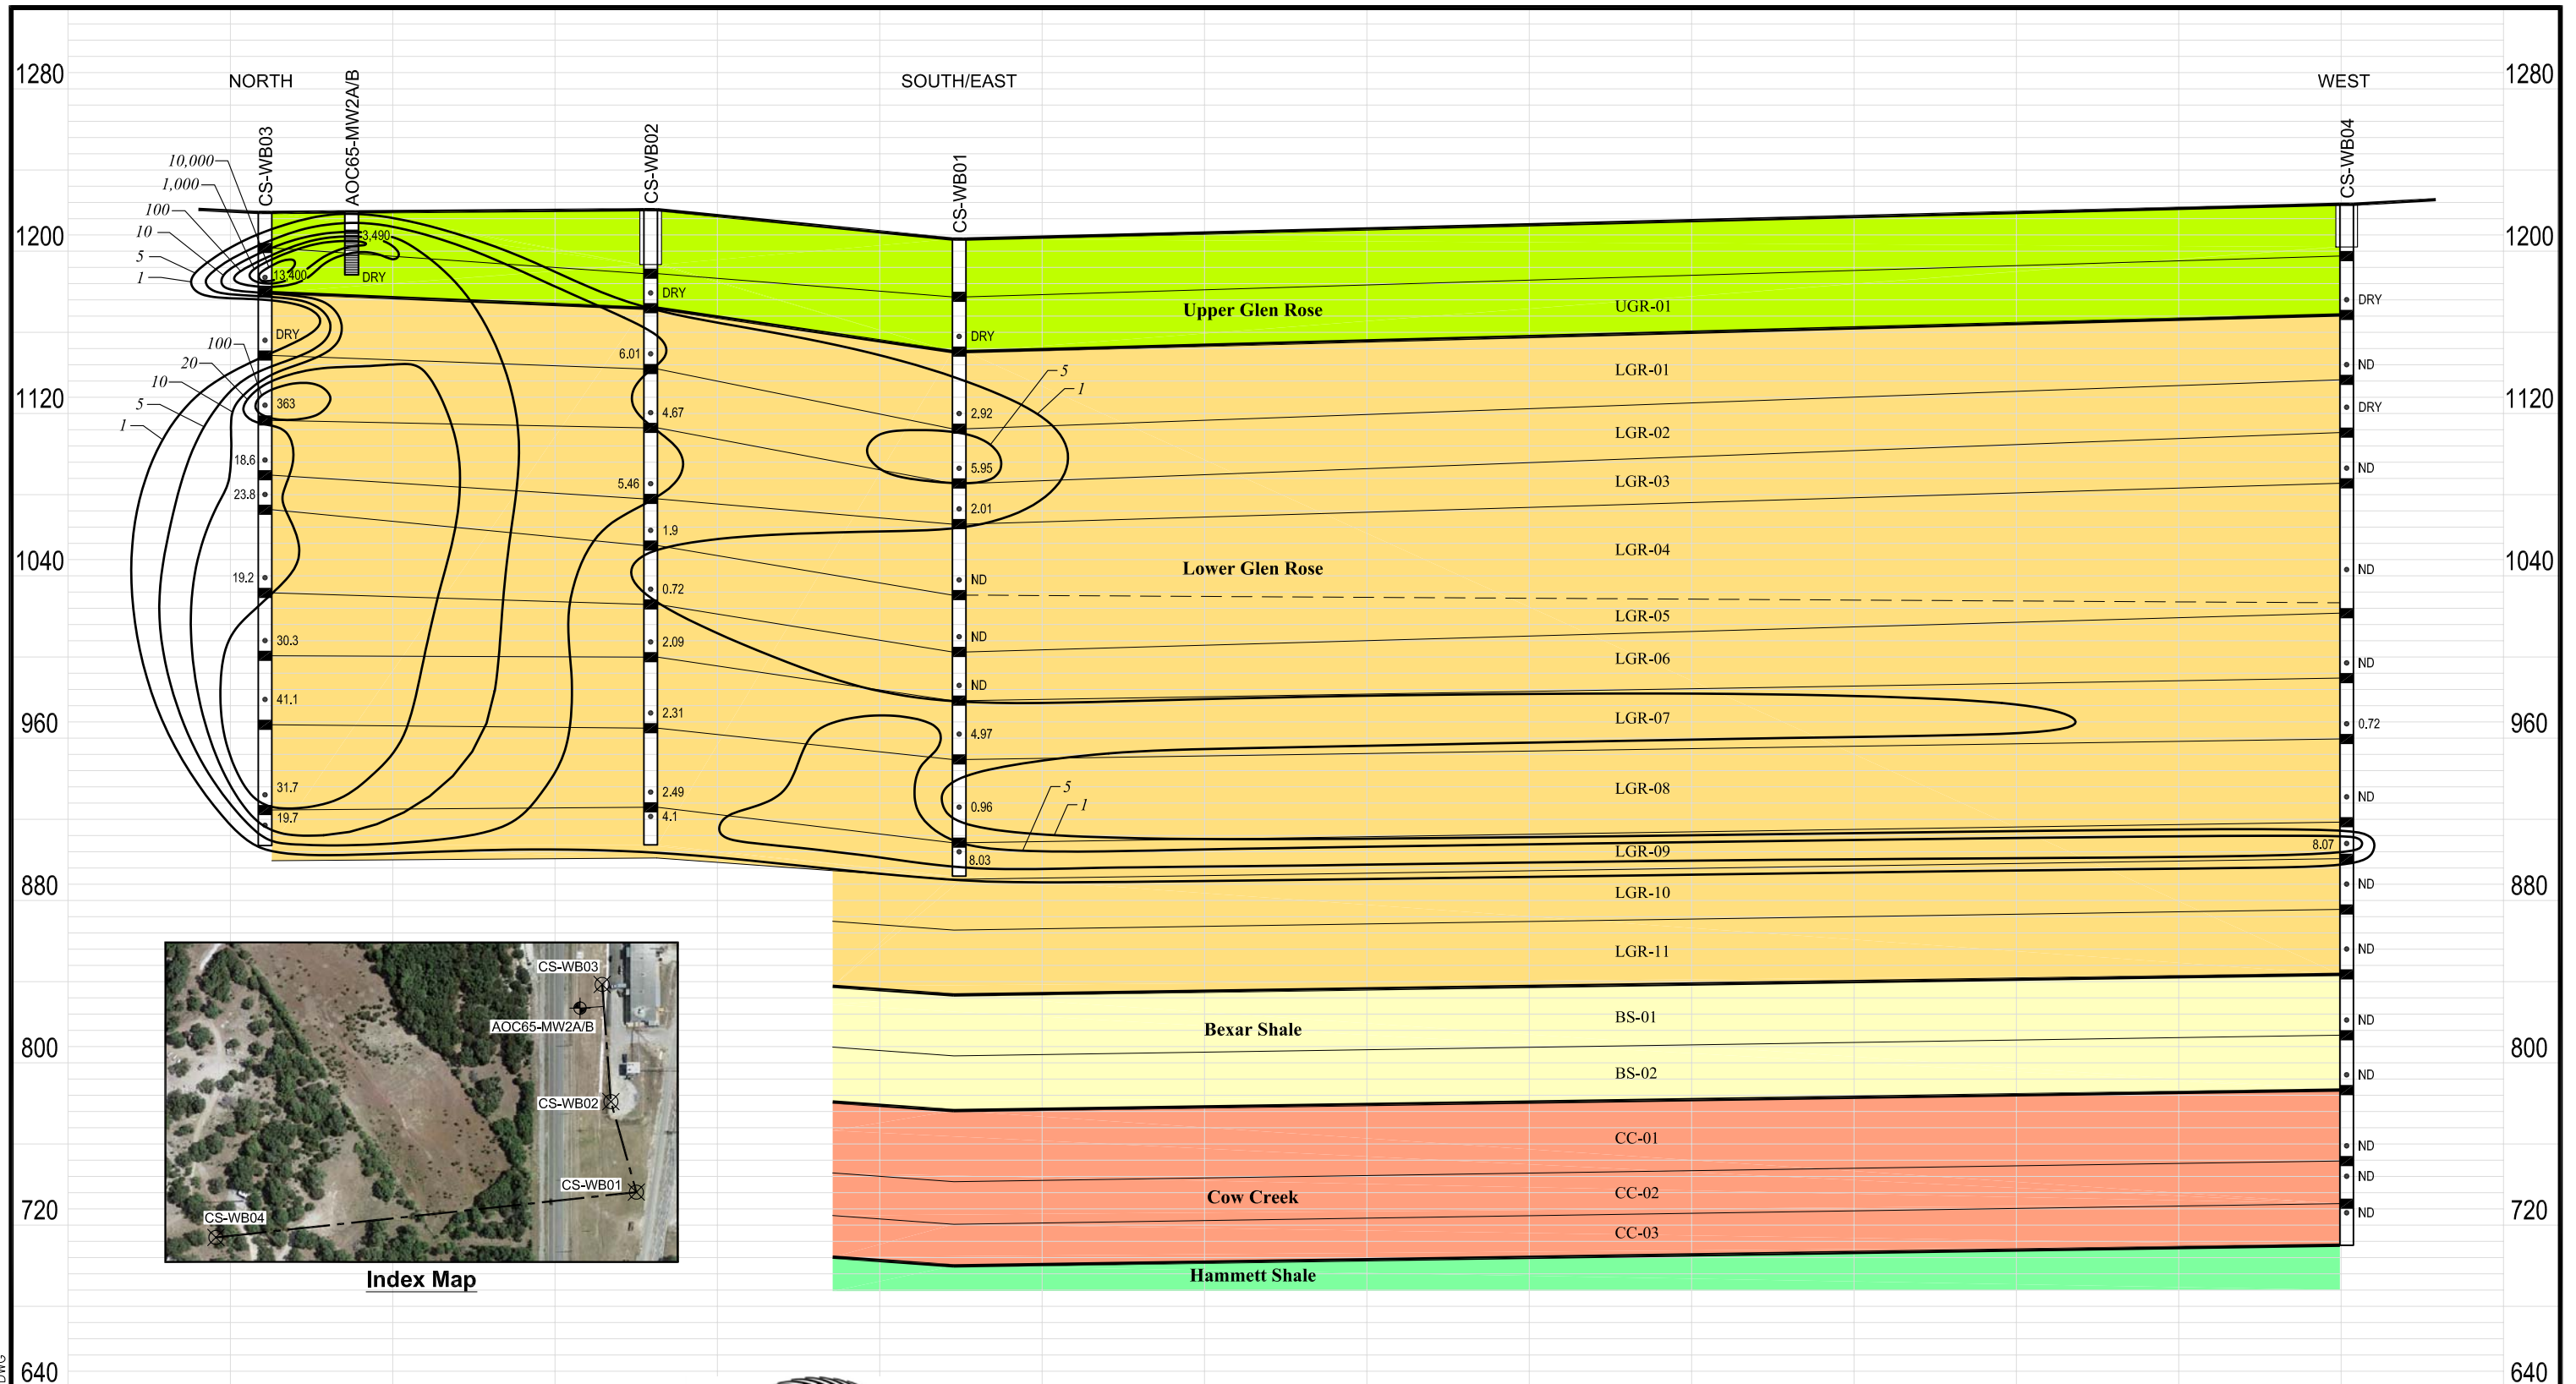 NORTH
SOUTH/EAST
WEST
1280
1200
1120
1040
960
880
800
720
640
1280
1200
1120
1040
960
880
800
720
640
CS-WB03
AOC65-MW2A/B
CS-WB02
CS-WB01
CS-WB04
10,000
1,000
100
10
5
1
100
20
10
5
1
13,400
DRY
363
18.6
23.8
19.2
30.3
41.1
31.7
19.7
3,490
DRY
DRY
6.01
4.67
5.46
1.9
0.72
2.09
2.31
2.49
4.1
DRY
2.92
5.95
2.01
ND
ND
ND
4.97
0.96
8.03
5
1
5
1
Upper Glen Rose
Lower Glen Rose
Bexar Shale
Cow Creek
Hammett Shale
UGR-01
LGR-01
LGR-02
LGR-03
LGR-04
LGR-05
LGR-06
LGR-07
LGR-08
LGR-09
LGR-10
LGR-11
BS-01
BS-02
CC-01
CC-02
CC-03
DRY
ND
DRY
ND
ND
ND
0.72
ND
8.07
ND
ND
ND
ND
ND
ND
ND
CS-WB03
AOC65-MW2A/B
CS-WB02
CS-WB01
CS-WB04
Index Map